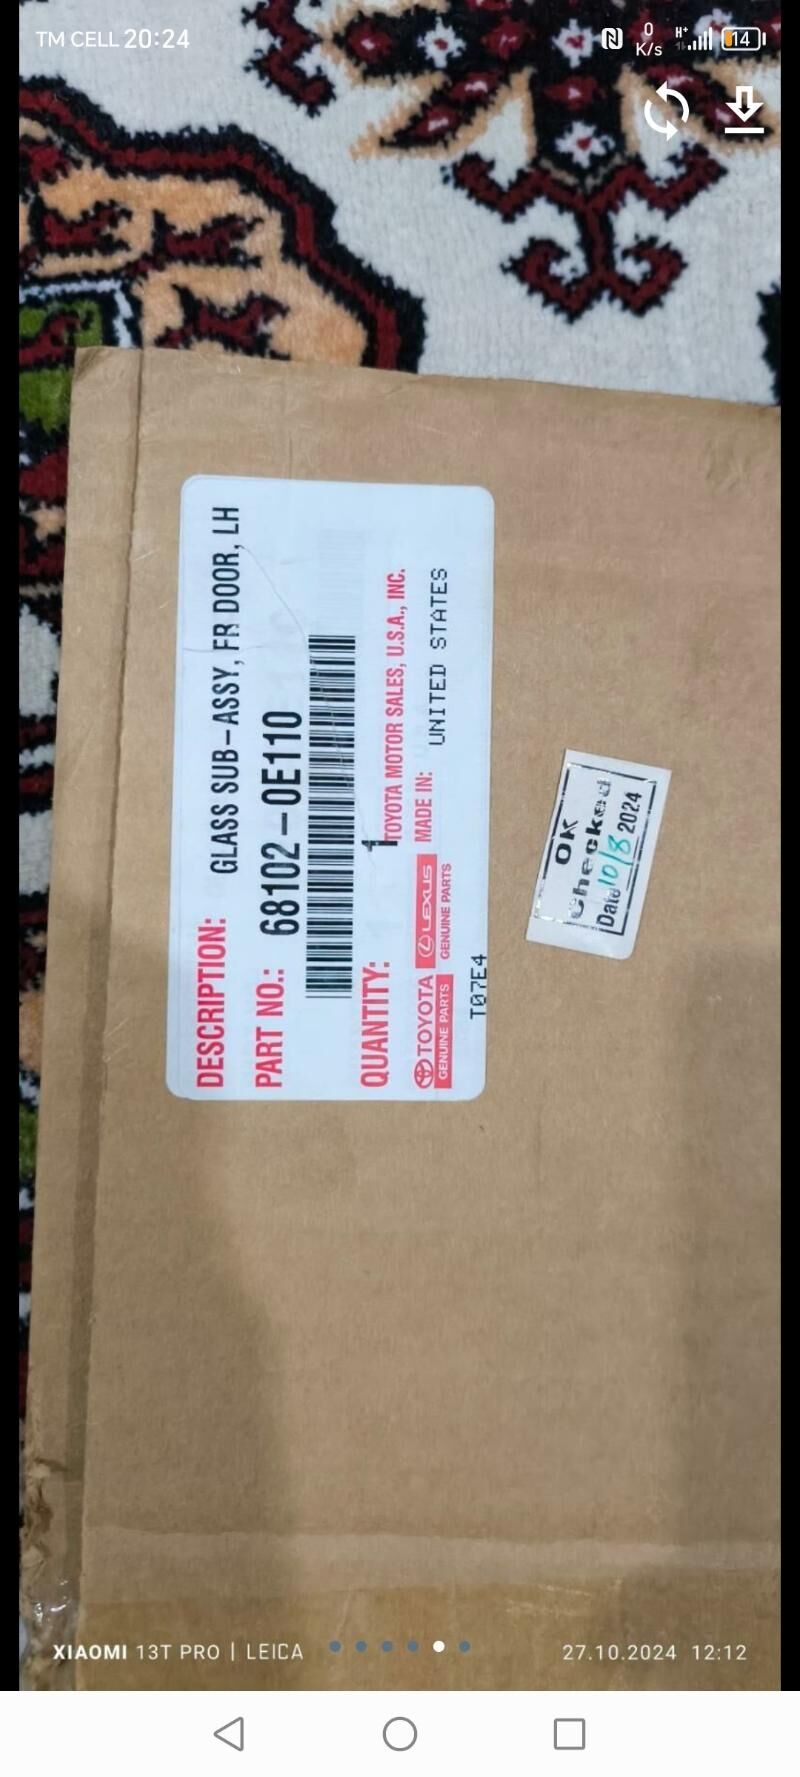 TM CELL 20:24
0
K/s
H+
14
DESCRIPTION: GLASS SUB-ASSY, FR DOOR, LH
PART NO.: 68102-0E110
QUANTITY: 1
TOYOTA MOTOR SALES, U.S.A., INC.
TOYOTA LEXUS MADE IN: UNITED STATES
GENUINE PARTS GENUINE PARTS
T07E4
OK
Checked
Date 10/8 2024
XIAOMI 13T PRO | LEICA
27.10.2024 12:12